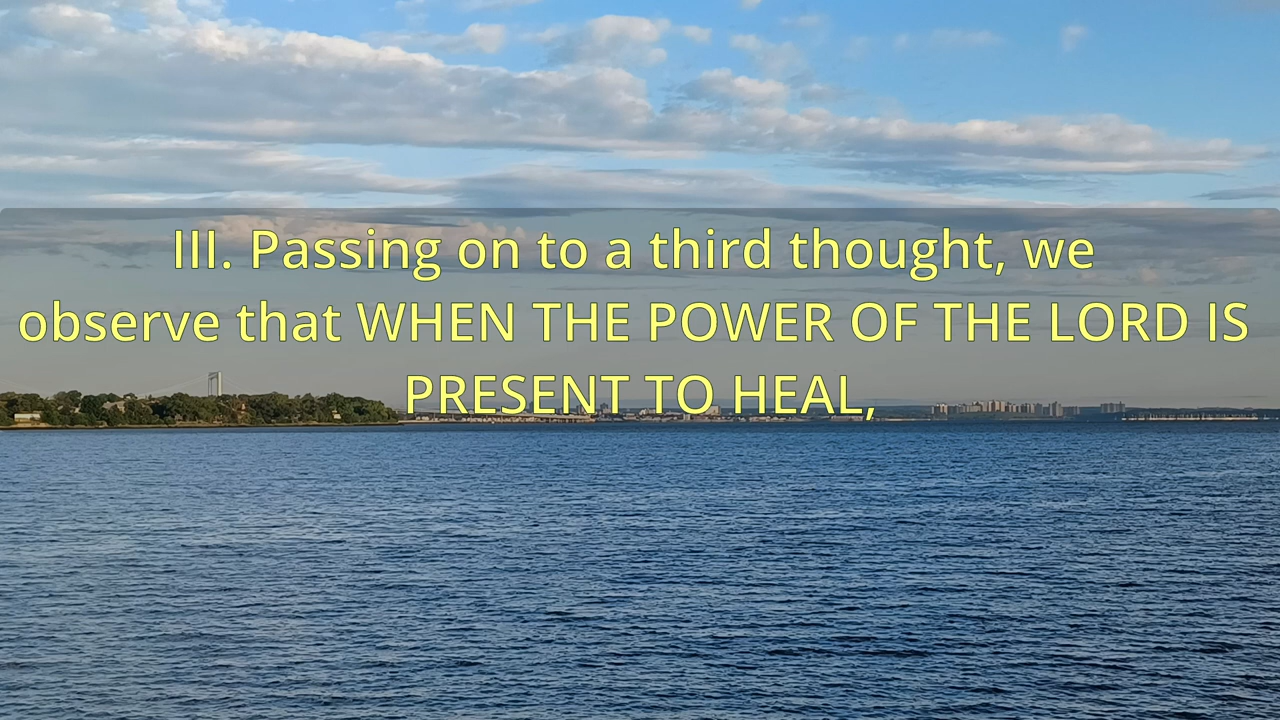 III. Passing on to a third thought, we
observe that WHEN THE POWER OF THE LORD IS
PRESENT TO HEAL,